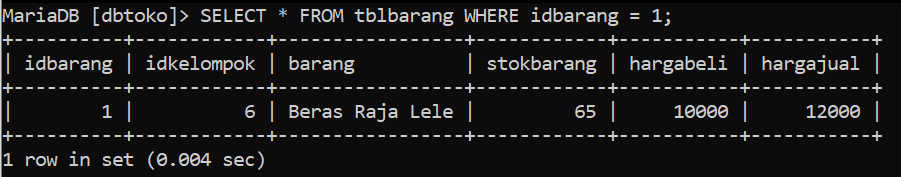 MariaDB [dbtoko]> SELECT * FROM tblbarang WHERE idbarang = 1;
+----------+------------+-----------------+------------+-----------+-----------+
| idbarang | idkelompok | barang          | stokbarang | hargabeli | hargajual |
+----------+------------+-----------------+------------+-----------+-----------+
|        1 |          6 | Beras Raja Lele |         65 |     10000 |     12000 |
+----------+------------+-----------------+------------+-----------+-----------+
1 row in set (0.004 sec)